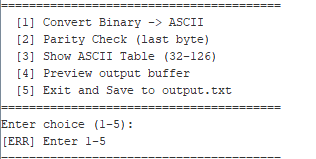 ========================================
[1] Convert Binary -> ASCII
[2] Parity Check (last byte)
[3] Show ASCII Table (32-126)
[4] Preview output buffer
[5] Exit and Save to output.txt
========================================
Enter choice (1-5):
[ERR] Enter 1-5
========================================